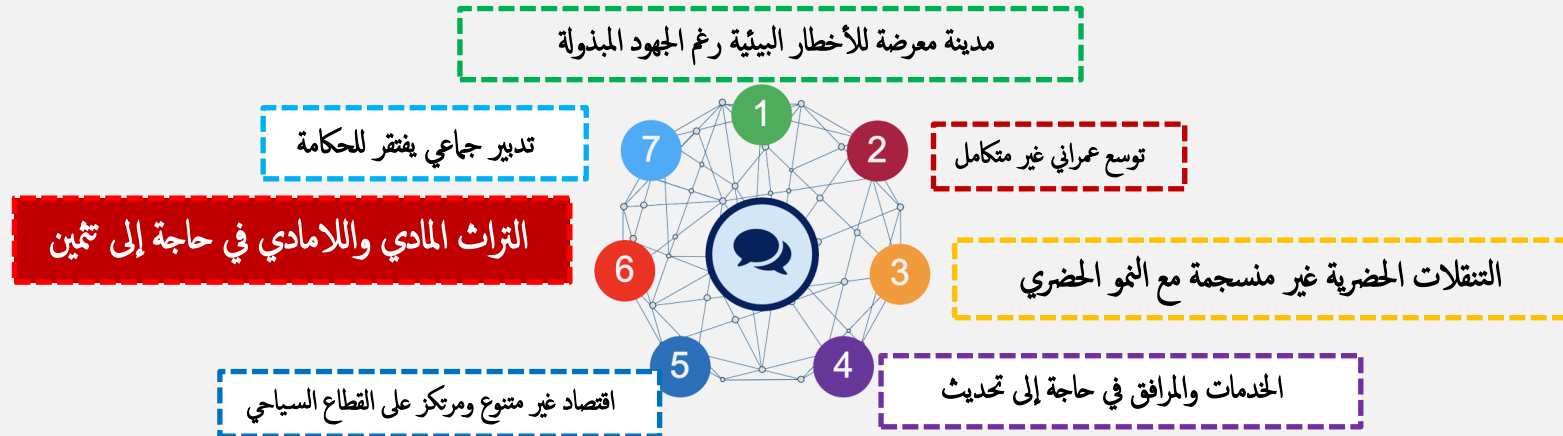 مدينة معرضة للأخطار البيئية رغم الجهود المبذولة
1
توسع عمراني غير متكامل
2
التنقلات الحضرية غير منسجمة مع النمو الحضري
3
الخدمات والمرافق في حاجة إلى تحديث
4
اقتصاد غير متنوع ومرتكز على القطاع السياحي
5
التراث المادي واللامادي في حاجة إلى تثمين
6
تدبير جماعي يفتقر للحكامة
7